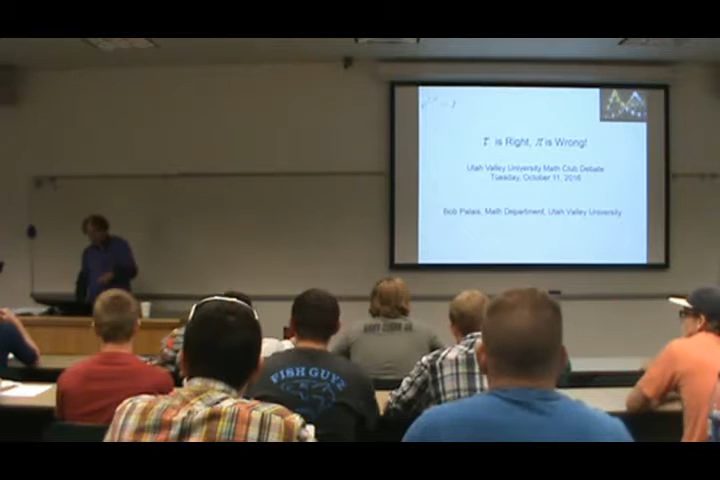 τ is Right, π is Wrong!
Utah Valley University Math Club Debate
Tuesday, October 11, 2016
Bob Palais, Math Department, Utah Valley University
FISH GUYZ